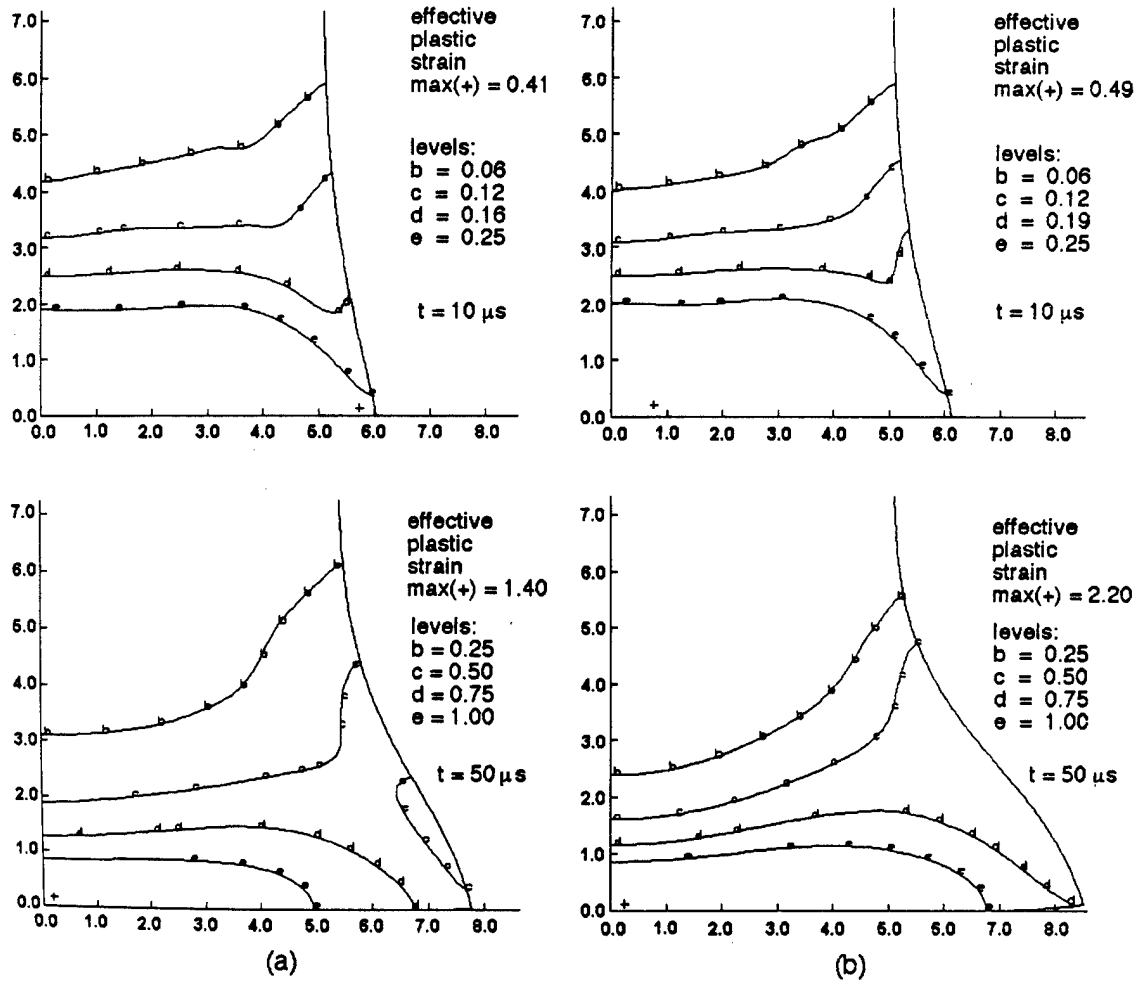 effective
plastic
strain
max(+) = 0.41
levels:
b = 0.06
c = 0.12
d = 0.16
e = 0.25
t = 10 μs
7.0
6.0
5.0
4.0
3.0
2.0
1.0
0.0
0.0 1.0 2.0 3.0 4.0 5.0 6.0 7.0 8.0
effective
plastic
strain
max(+) = 0.49
levels:
b = 0.06
c = 0.12
d = 0.19
e = 0.25
t = 10 μs
7.0
6.0
5.0
4.0
3.0
2.0
1.0
0.0
0.0 1.0 2.0 3.0 4.0 5.0 6.0 7.0 8.0
effective
plastic
strain
max(+) = 1.40
levels:
b = 0.25
c = 0.50
d = 0.75
e = 1.00
t = 50 μs
7.0
6.0
5.0
4.0
3.0
2.0
1.0
0.0
0.0 1.0 2.0 3.0 4.0 5.0 6.0 7.0 8.0
(a)
effective
plastic
strain
max(+) = 2.20
levels:
b = 0.25
c = 0.50
d = 0.75
e = 1.00
t = 50 μs
7.0
6.0
5.0
4.0
3.0
2.0
1.0
0.0
0.0 1.0 2.0 3.0 4.0 5.0 6.0 7.0 8.0
(b)